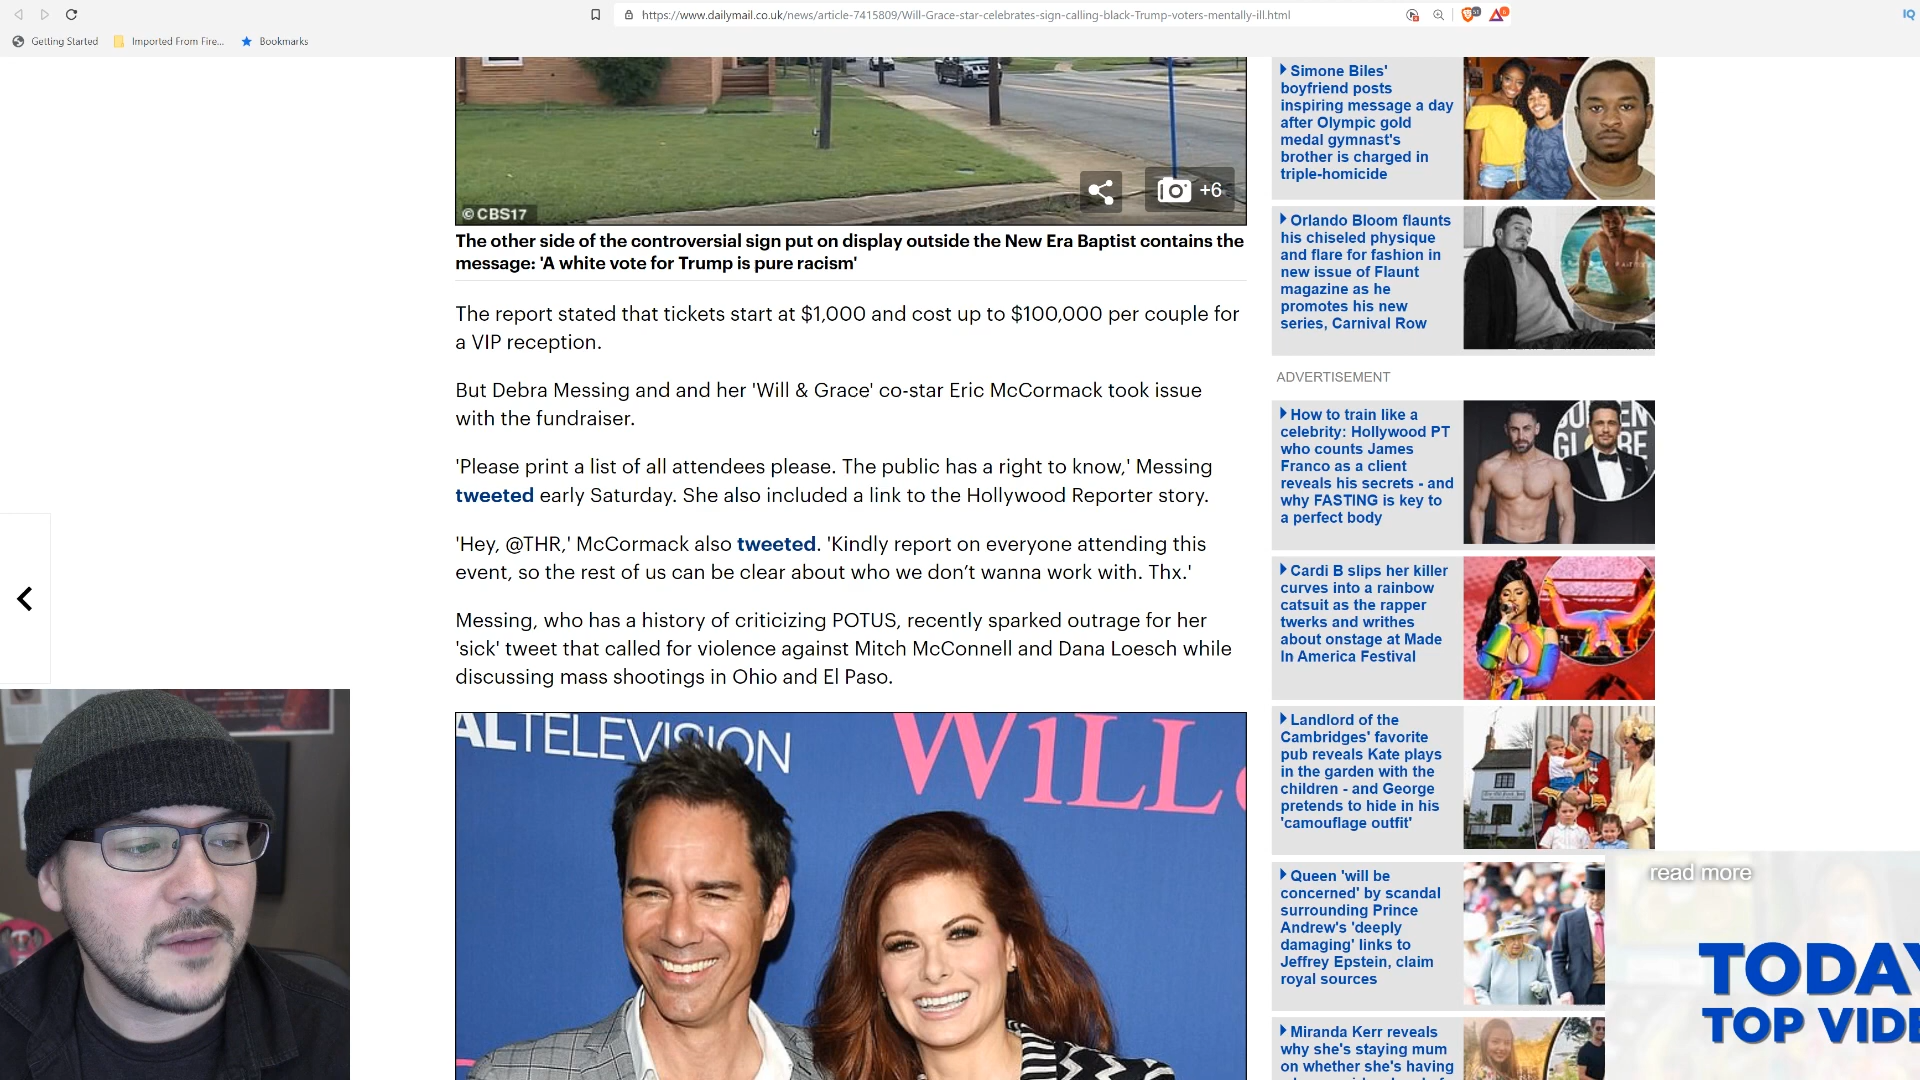 https://www.dailymail.co.uk/news/article-7415809/Will-Grace-star-celebrates-sign-calling-black-Trump-voters-mentally-ill.html
IQ
Getting Started
Imported From Fire...
Bookmarks
©CBS17
+6
The other side of the controversial sign put on display outside the New Era Baptist contains the
message: 'A white vote for Trump is pure racism'
The report stated that tickets start at $1,000 and cost up to $100,000 per couple for
a VIP reception.
But Debra Messing and and her 'Will & Grace' co-star Eric McCormack took issue
with the fundraiser.
'Please print a list of all attendees please. The public has a right to know,' Messing
tweeted early Saturday. She also included a link to the Hollywood Reporter story.
'Hey, @THR,' McCormack also tweeted. 'Kindly report on everyone attending this
event, so the rest of us can be clear about who we don't wanna work with. Thx.'
Messing, who has a history of criticizing POTUS, recently sparked outrage for her
'sick' tweet that called for violence against Mitch McConnell and Dana Loesch while
discussing mass shootings in Ohio and El Paso.
AL TELEVISION
WiLL
Simone Biles'
boyfriend posts
inspiring message a day
after Olympic gold
medal gymnast's
brother is charged in
triple-homicide
Orlando Bloom flaunts
his chiseled physique
and flare for fashion in
new issue of Flaunt
magazine as he
promotes his new
series, Carnival Row
ADVERTISEMENT
How to train like a
celebrity: Hollywood PT
who counts James
Franco as a client
reveals his secrets - and
why FASTING is key to
a perfect body
Cardi B slips her killer
curves into a rainbow
catsuit as the rapper
twerks and writhes
about onstage at Made
In America Festival
Landlord of the
Cambridges' favorite
pub reveals Kate plays
in the garden with the
children - and George
pretends to hide in his
'camouflage outfit'
Queen 'will be
concerned' by scandal
surrounding Prince
Andrew's 'deeply
damaging' links to
Jeffrey Epstein, claim
royal sources
Miranda Kerr reveals
why she's staying mum
on whether she's having
read more
TODAY
TOP VIDE